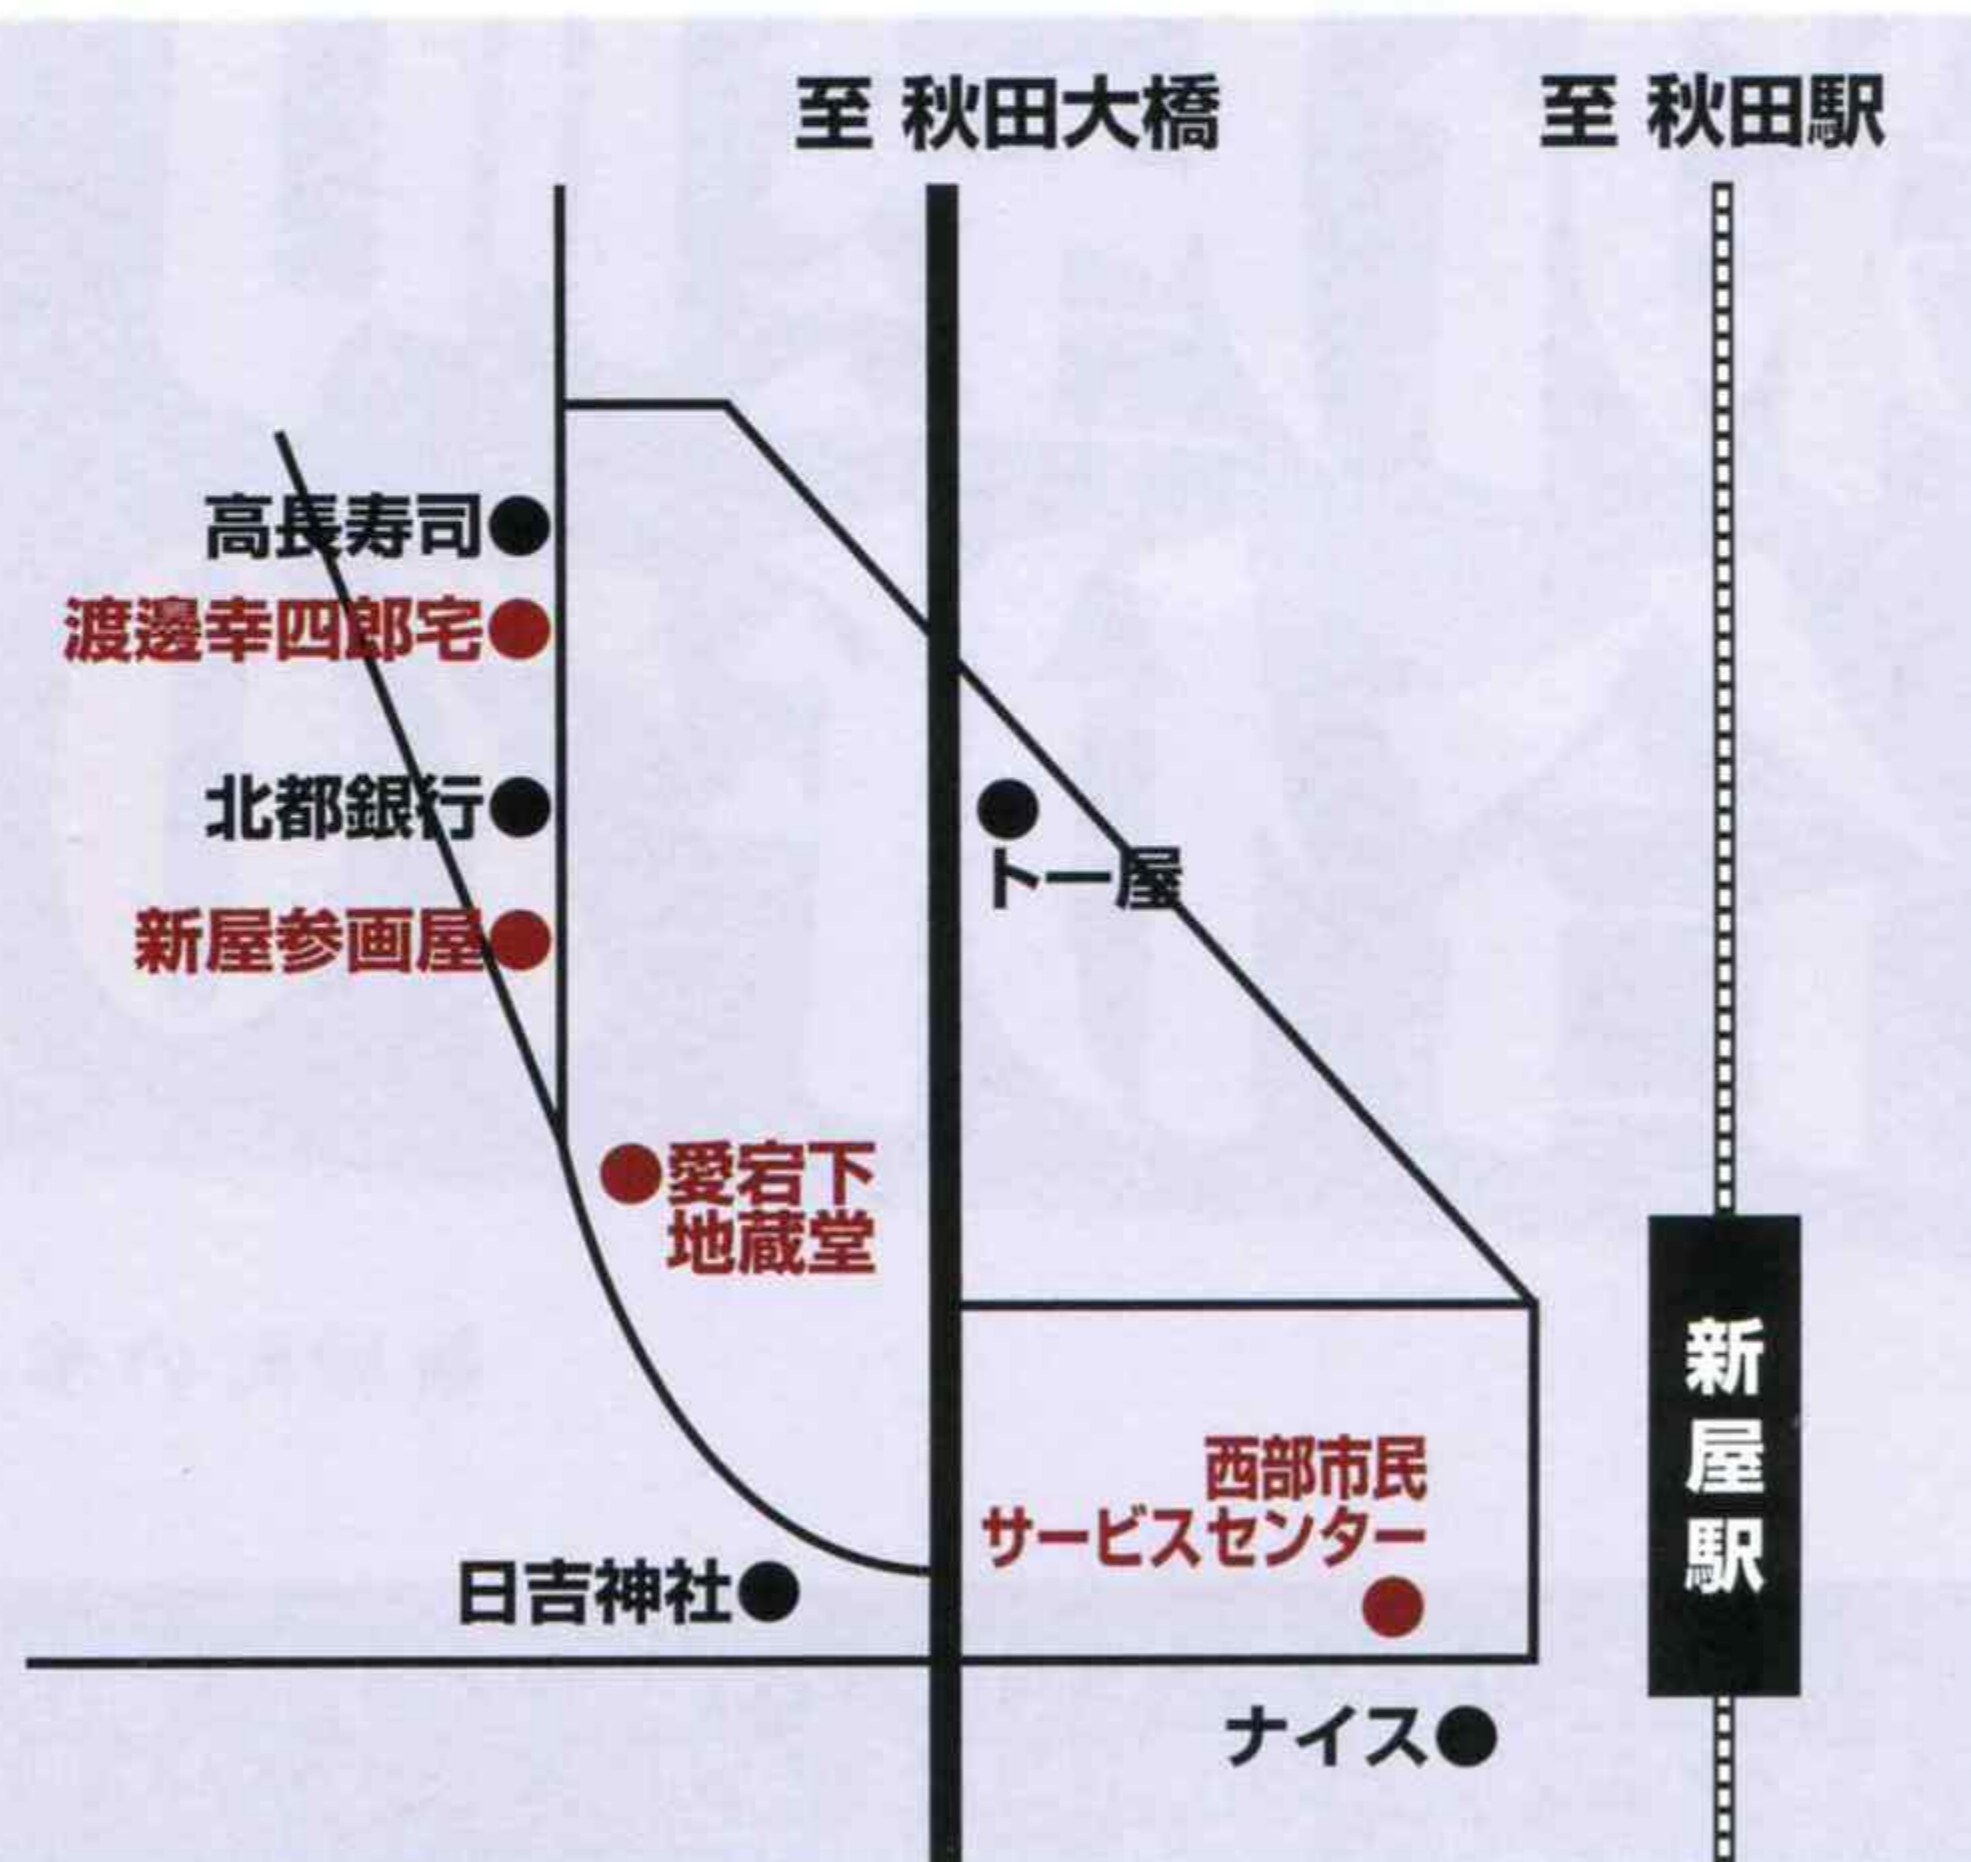 至 秋田大橋
至 秋田駅
高長寿司
渡邊幸四郎宅
北都銀行
トー屋
新屋参画屋
愛宕下
地蔵堂
新屋駅
西部市民
サービスセンター
日吉神社
ナイス